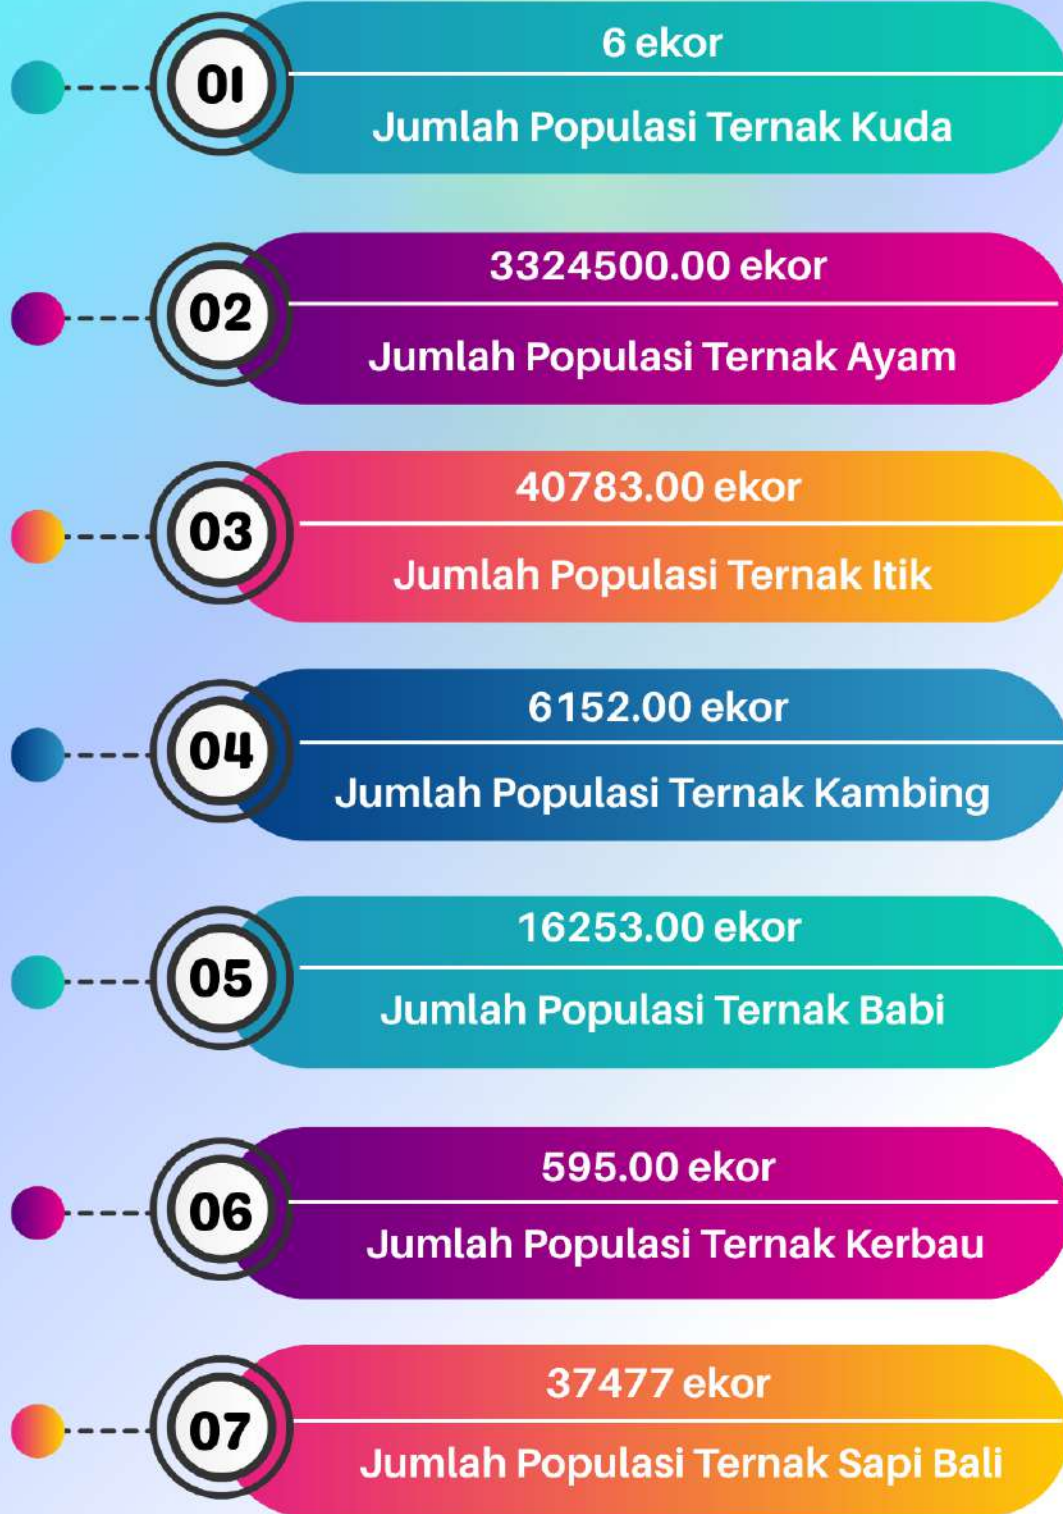 01
6 ekor
Jumlah Populasi Ternak Kuda
02
3324500.00 ekor
Jumlah Populasi Ternak Ayam
03
40783.00 ekor
Jumlah Populasi Ternak Itik
04
6152.00 ekor
Jumlah Populasi Ternak Kambing
05
16253.00 ekor
Jumlah Populasi Ternak Babi
06
595.00 ekor
Jumlah Populasi Ternak Kerbau
07
37477 ekor
Jumlah Populasi Ternak Sapi Bali